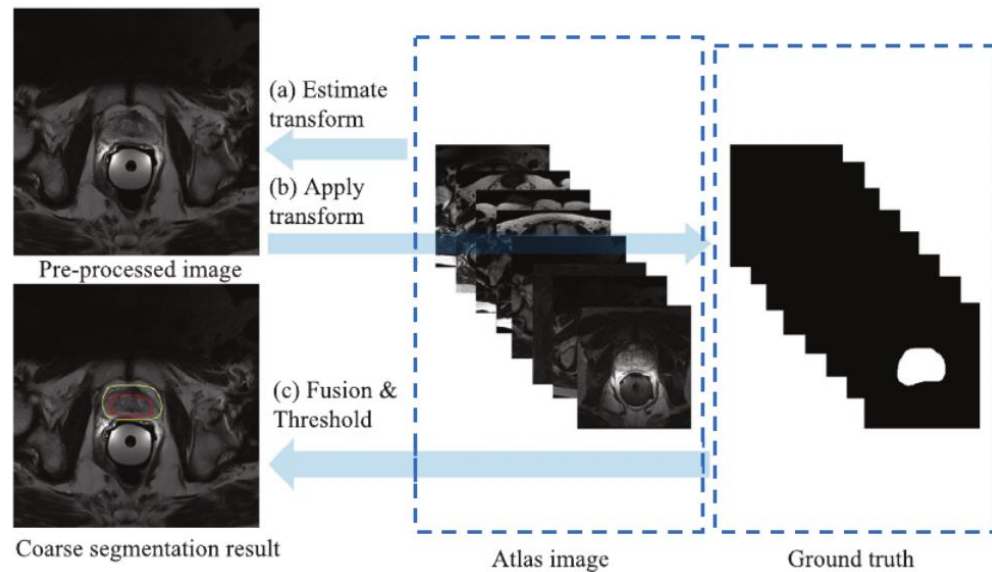 (a) Estimate
transform
(b) Apply
transform
Pre-processed image
(c) Fusion &
Threshold
Coarse segmentation result
Atlas image
Ground truth